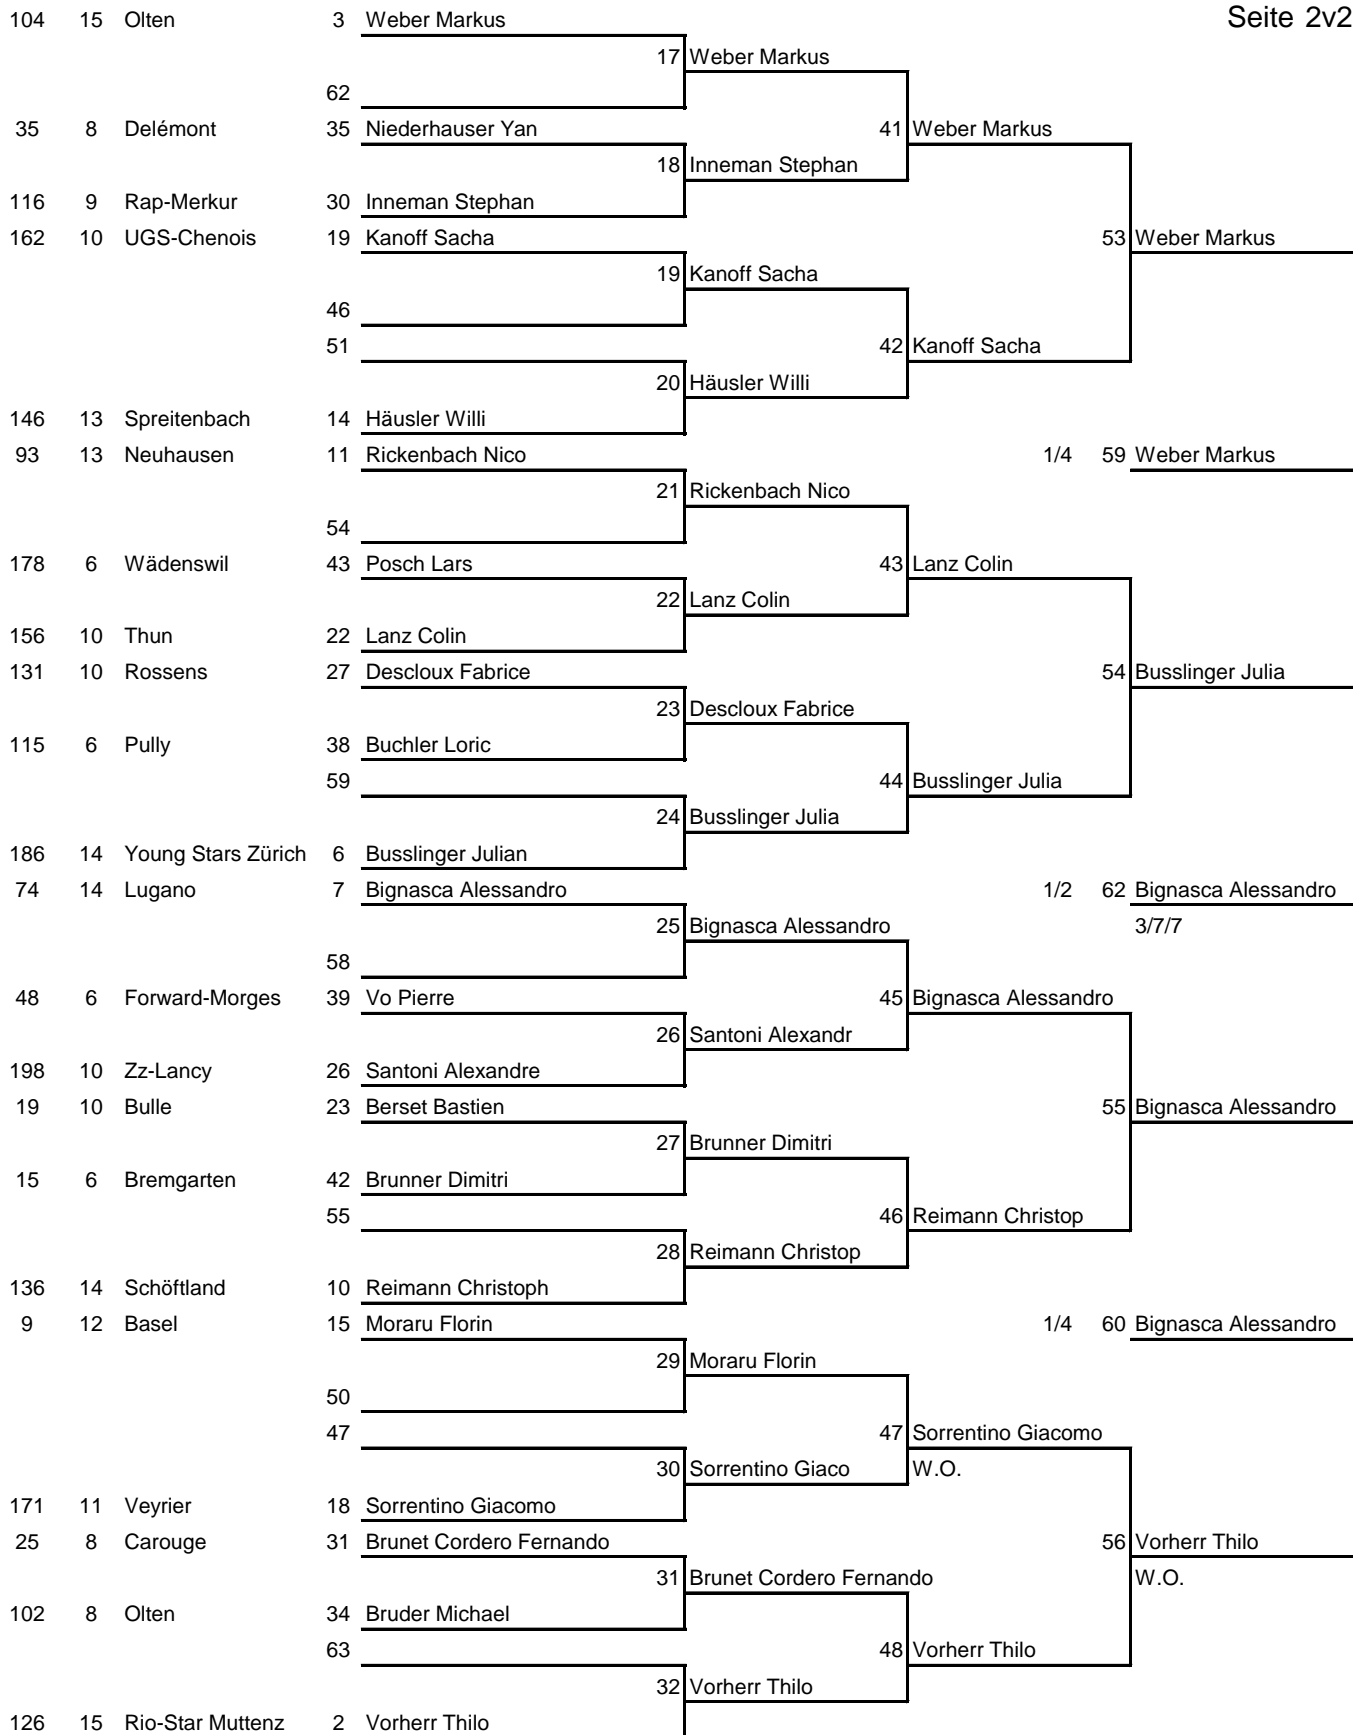 104 15 Olten 3 Weber Markus Seite 2v2
17 Weber Markus
62
35 8 Delémont 35 Niederhauser Yan 41 Weber Markus
18 Inneman Stephan
116 9 Rap-Merkur 30 Inneman Stephan
162 10 UGS-Chenois 19 Kanoff Sacha 53 Weber Markus
19 Kanoff Sacha
46
51 42 Kanoff Sacha
20 Häusler Willi
146 13 Spreitenbach 14 Häusler Willi
93 13 Neuhausen 11 Rickenbach Nico 1/4 59 Weber Markus
21 Rickenbach Nico
54
178 6 Wädenswil 43 Posch Lars 43 Lanz Colin
22 Lanz Colin
156 10 Thun 22 Lanz Colin
131 10 Rossens 27 Descloux Fabrice 54 Busslinger Julia
23 Descloux Fabrice
115 6 Pully 38 Buchler Loric
59 44 Busslinger Julia
24 Busslinger Julia
186 14 Young Stars Zürich 6 Busslinger Julian
74 14 Lugano 7 Bignasca Alessandro 1/2 62 Bignasca Alessandro
25 Bignasca Alessandro 3/7/7
58
48 6 Forward-Morges 39 Vo Pierre 45 Bignasca Alessandro
26 Santoni Alexandr
198 10 Zz-Lancy 26 Santoni Alexandre
19 10 Bulle 23 Berset Bastien 55 Bignasca Alessandro
27 Brunner Dimitri
15 6 Bremgarten 42 Brunner Dimitri
55 46 Reimann Christop
28 Reimann Christop
136 14 Schöftland 10 Reimann Christoph
9 12 Basel 15 Moraru Florin 1/4 60 Bignasca Alessandro
29 Moraru Florin
50
47 47 Sorrentino Giacomo
30 Sorrentino Giaco W.O.
171 11 Veyrier 18 Sorrentino Giacomo
25 8 Carouge 31 Brunet Cordero Fernando 56 Vorherr Thilo
31 Brunet Cordero Fernando W.O.
102 8 Olten 34 Bruder Michael
63 48 Vorherr Thilo
32 Vorherr Thilo
126 15 Rio-Star Muttenz 2 Vorherr Thilo